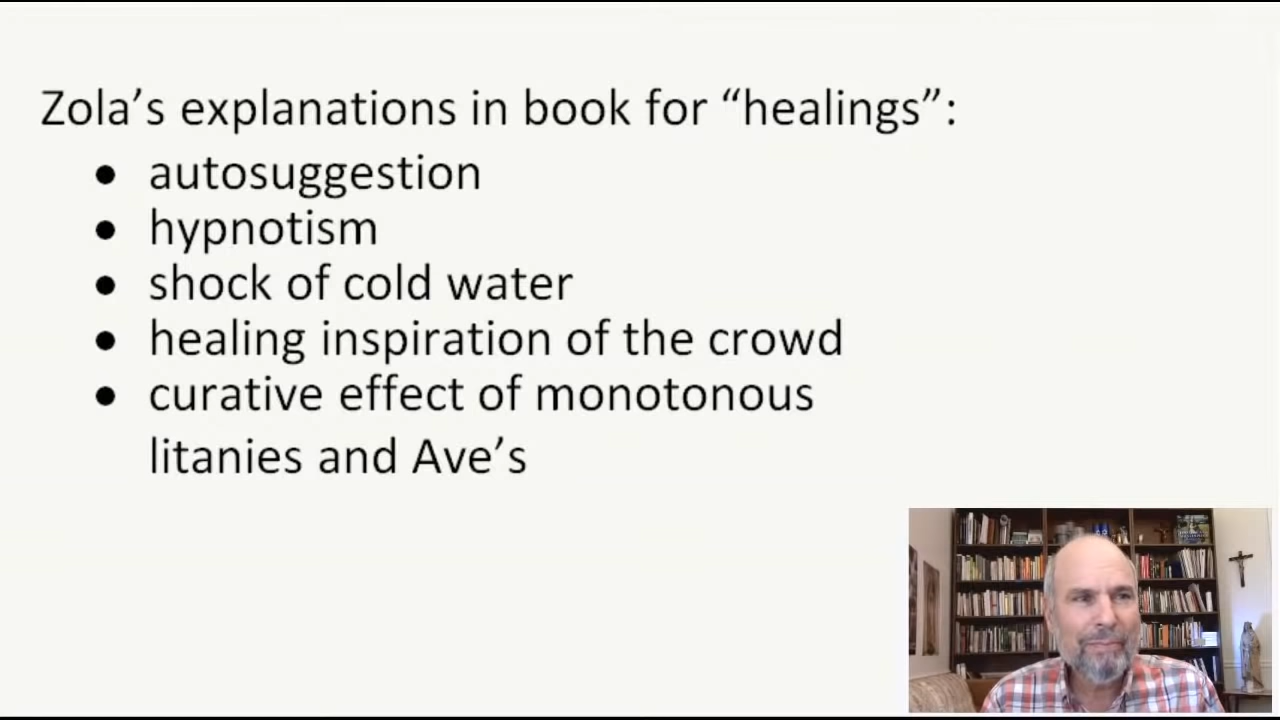 Zola’s explanations in book for “healings”:
● autosuggestion
● hypnotism
● shock of cold water
● healing inspiration of the crowd
● curative effect of monotonous
litanies and Ave’s